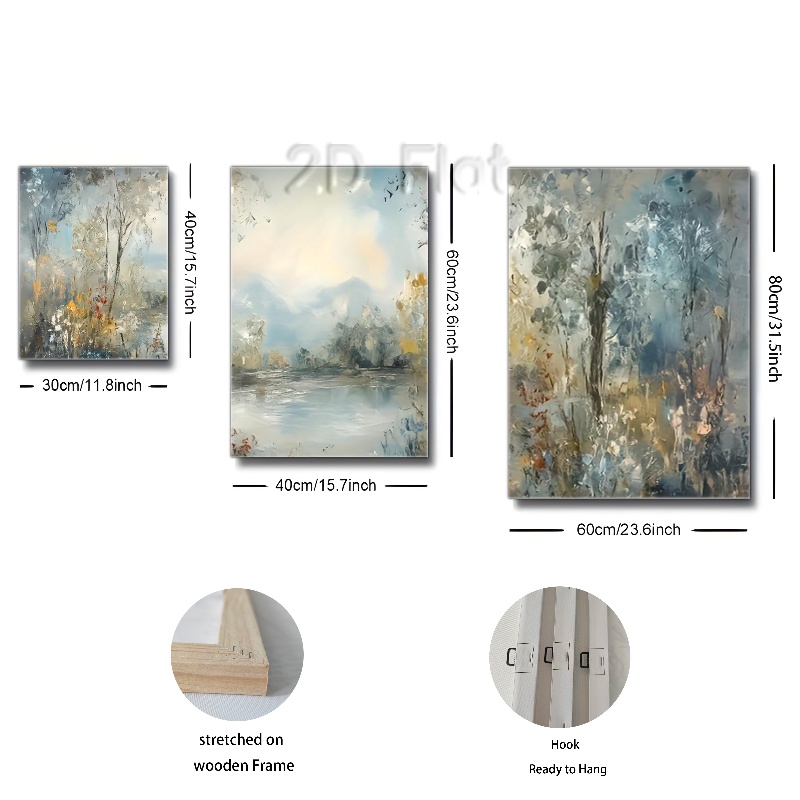 2D Flat
40cm/15.7inch
60cm/23.6inch
80cm/31.5inch
30cm/11.8inch
40cm/15.7inch
60cm/23.6inch
stretched on
wooden Frame
Hook
Ready to Hang